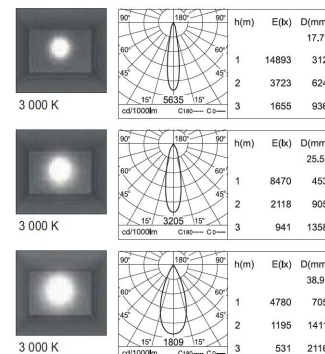 90° 180° 90°
60° 60°
45° 45°
15° 5635 15°
cd/1000lm C180----- C0—
h(m) E(lx) D(mm
17.7
1 14893 312
2 3723 624
3 1655 936
3 000 K
90° 180° 90°
60° 60°
45° 45°
15° 3205 15°
cd/1000lm C180----- C0—
h(m) E(lx) D(mm
25.5
1 8470 453
2 2118 905
3 941 1358
3 000 K
90° 180° 90°
60° 60°
45° 45°
15° 1809 15°
cd/1000lm C180----- C0—
h(m) E(lx) D(mm
38.9
1 4780 705
2 1195 1411
3 531 2116
3 000 K